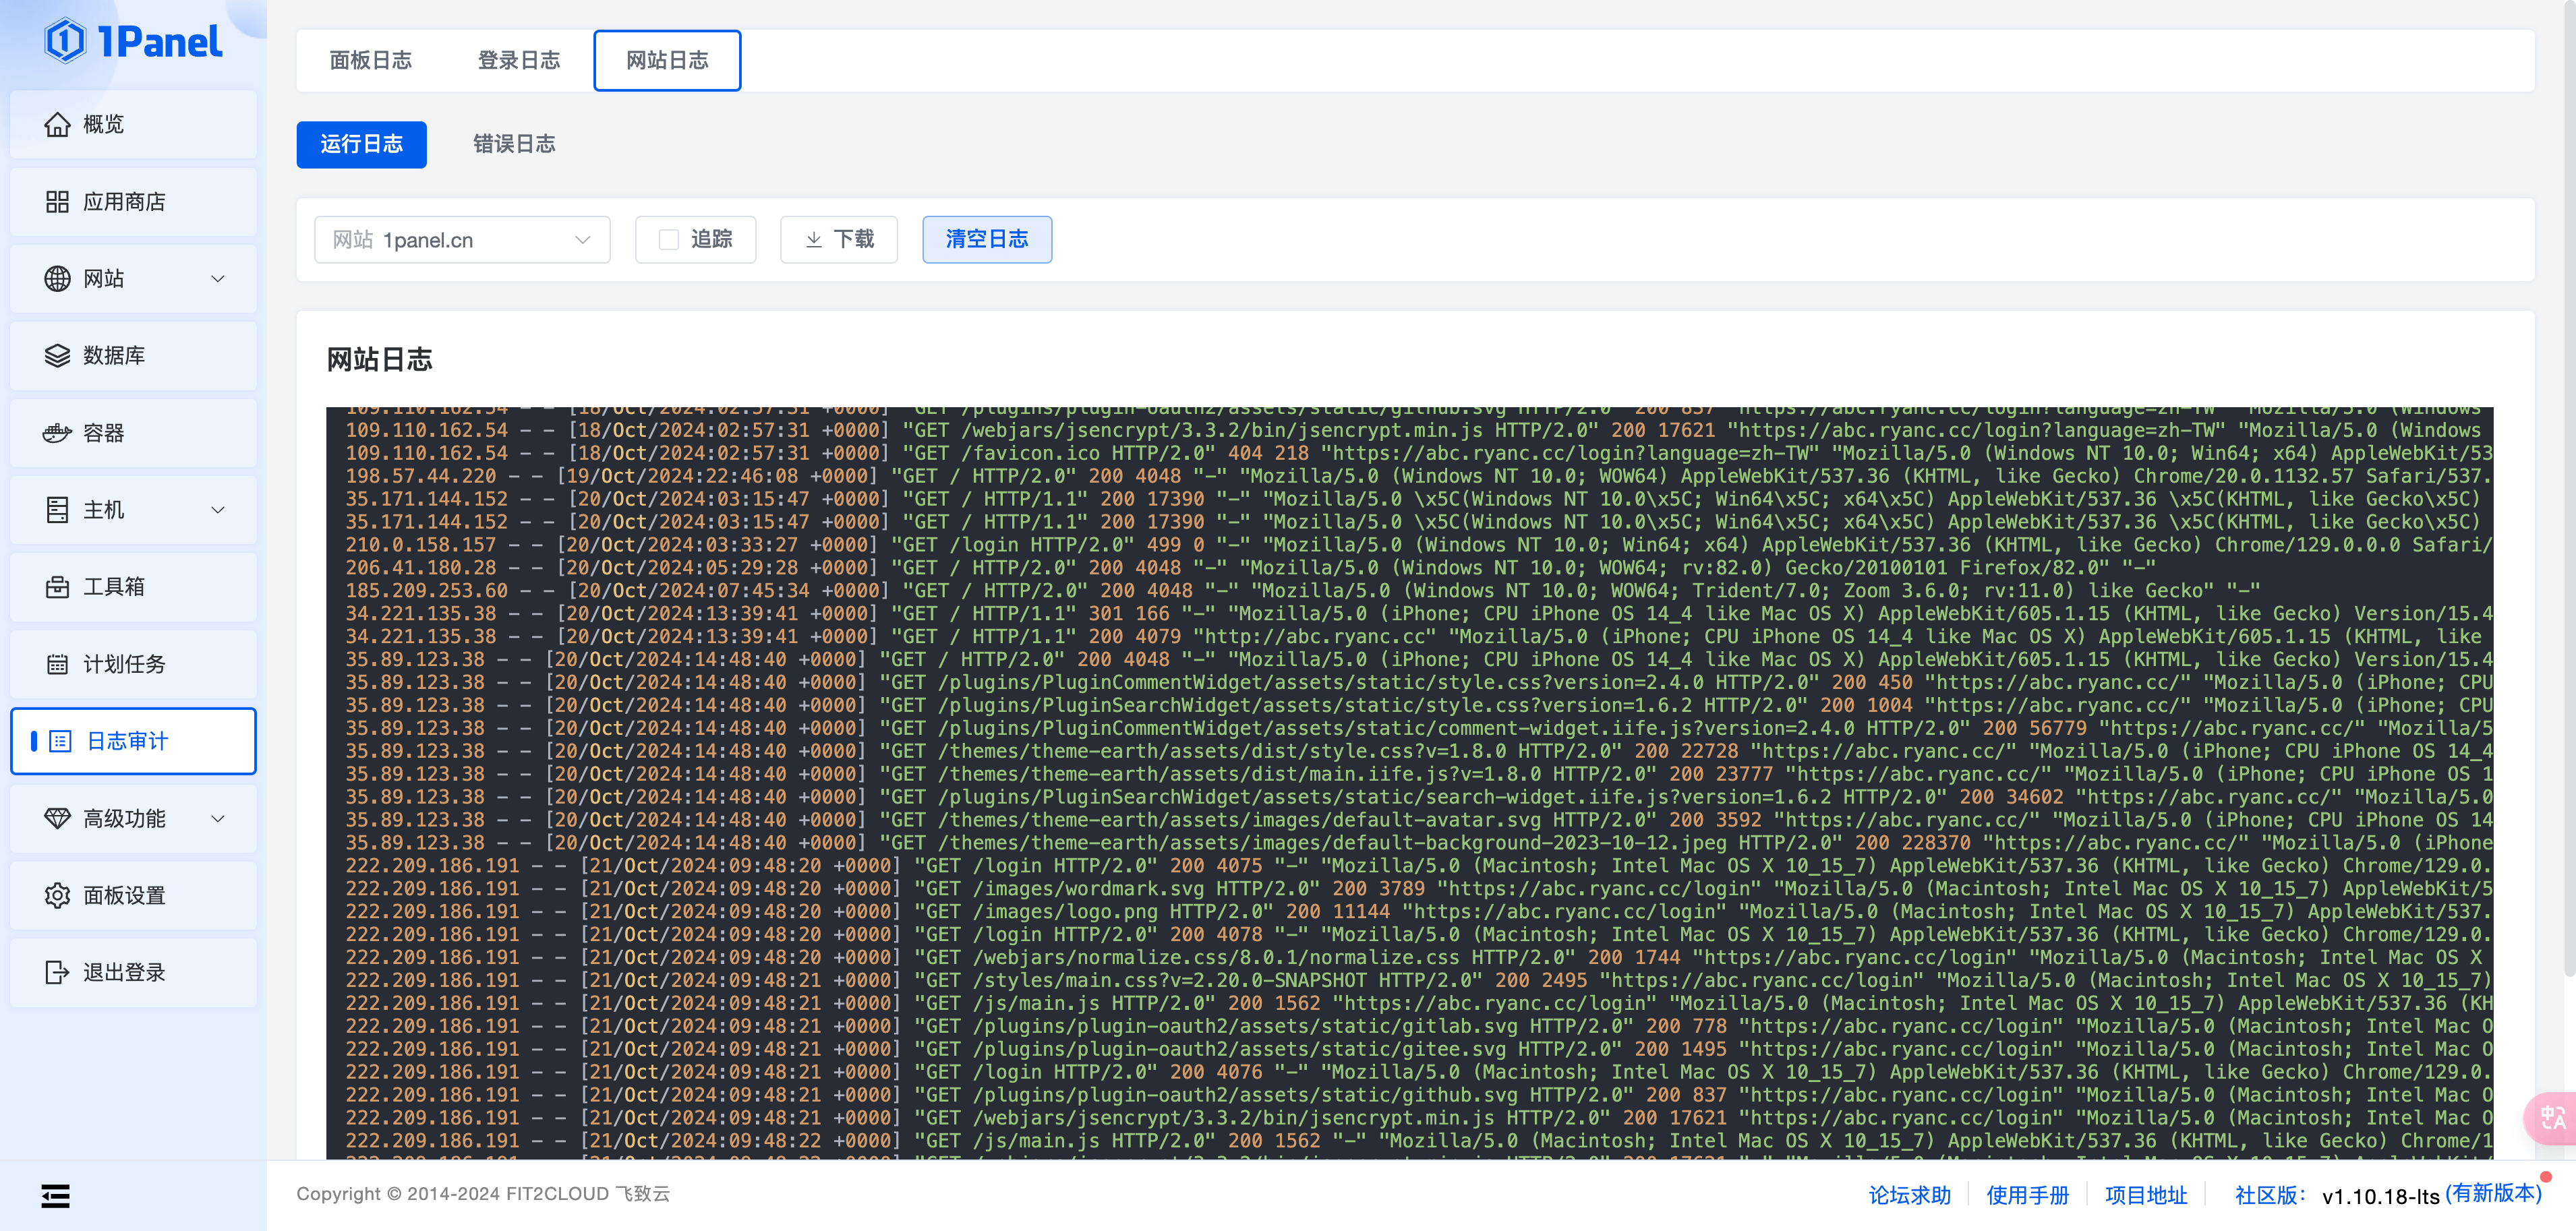 1Panel
概览
应用商店
网站
数据库
容器
主机
工具箱
计划任务
日志审计
高级功能
面板设置
退出登录
面板日志 登录日志 网站日志
运行日志 错误日志
网站 1panel.cn 追踪 下载 清空日志
网站日志
109.110.162.54 - - [18/Oct/2024:02:57:31 +0000] "GET /plugins/plugin-oauth2/assets/static/github.svg HTTP/2.0" 200 837 "https://abc.ryanc.cc/login?language=zh-TW" "Mozilla/5.0 (Windows
109.110.162.54 - - [18/Oct/2024:02:57:31 +0000] "GET /webjars/jsencrypt/3.3.2/bin/jsencrypt.min.js HTTP/2.0" 200 17621 "https://abc.ryanc.cc/login?language=zh-TW" "Mozilla/5.0 (Windows
109.110.162.54 - - [18/Oct/2024:02:57:31 +0000] "GET /favicon.ico HTTP/2.0" 404 218 "https://abc.ryanc.cc/login?language=zh-TW" "Mozilla/5.0 (Windows NT 10.0; Win64; x64) AppleWebKit/53
198.57.44.220 - - [19/Oct/2024:22:46:08 +0000] "GET / HTTP/2.0" 200 4048 "-" "Mozilla/5.0 (Windows NT 10.0; WOW64) AppleWebKit/537.36 (KHTML, like Gecko) Chrome/20.0.1132.57 Safari/537.
35.171.144.152 - - [20/Oct/2024:03:15:47 +0000] "GET / HTTP/1.1" 200 17390 "-" "Mozilla/5.0 \x5C(Windows NT 10.0\x5C; Win64\x5C; x64\x5C) AppleWebKit/537.36 \x5C(KHTML, like Gecko\x5C)
35.171.144.152 - - [20/Oct/2024:03:15:47 +0000] "GET / HTTP/1.1" 200 17390 "-" "Mozilla/5.0 \x5C(Windows NT 10.0\x5C; Win64\x5C; x64\x5C) AppleWebKit/537.36 \x5C(KHTML, like Gecko\x5C)
210.0.158.157 - - [20/Oct/2024:03:33:27 +0000] "GET /login HTTP/2.0" 499 0 "-" "Mozilla/5.0 (Windows NT 10.0; Win64; x64) AppleWebKit/537.36 (KHTML, like Gecko) Chrome/129.0.0.0 Safari/
206.41.180.28 - - [20/Oct/2024:05:29:28 +0000] "GET / HTTP/2.0" 200 4048 "-" "Mozilla/5.0 (Windows NT 10.0; WOW64; rv:82.0) Gecko/20100101 Firefox/82.0" "-"
185.209.253.60 - - [20/Oct/2024:07:45:34 +0000] "GET / HTTP/2.0" 200 4048 "-" "Mozilla/5.0 (Windows NT 10.0; WOW64; Trident/7.0; Zoom 3.6.0; rv:11.0) like Gecko" "-"
34.221.135.38 - - [20/Oct/2024:13:39:41 +0000] "GET / HTTP/1.1" 301 166 "-" "Mozilla/5.0 (iPhone; CPU iPhone OS 14_4 like Mac OS X) AppleWebKit/605.1.15 (KHTML, like Gecko) Version/15.4
34.221.135.38 - - [20/Oct/2024:13:39:41 +0000] "GET / HTTP/1.1" 200 4079 "http://abc.ryanc.cc" "Mozilla/5.0 (iPhone; CPU iPhone OS 14_4 like Mac OS X) AppleWebKit/605.1.15 (KHTML, like
35.89.123.38 - - [20/Oct/2024:14:48:40 +0000] "GET / HTTP/2.0" 200 4048 "-" "Mozilla/5.0 (iPhone; CPU iPhone OS 14_4 like Mac OS X) AppleWebKit/605.1.15 (KHTML, like Gecko) Version/15.4
35.89.123.38 - - [20/Oct/2024:14:48:40 +0000] "GET /plugins/PluginCommentWidget/assets/static/style.css?version=2.4.0 HTTP/2.0" 200 450 "https://abc.ryanc.cc/" "Mozilla/5.0 (iPhone; CPU
35.89.123.38 - - [20/Oct/2024:14:48:40 +0000] "GET /plugins/PluginSearchWidget/assets/static/style.css?version=1.6.2 HTTP/2.0" 200 1004 "https://abc.ryanc.cc/" "Mozilla/5.0 (iPhone; CPU
35.89.123.38 - - [20/Oct/2024:14:48:40 +0000] "GET /plugins/PluginCommentWidget/assets/static/comment-widget.iife.js?version=2.4.0 HTTP/2.0" 200 56779 "https://abc.ryanc.cc/" "Mozilla/5
35.89.123.38 - - [20/Oct/2024:14:48:40 +0000] "GET /themes/theme-earth/assets/dist/style.css?v=1.8.0 HTTP/2.0" 200 22728 "https://abc.ryanc.cc/" "Mozilla/5.0 (iPhone; CPU iPhone OS 14_4
35.89.123.38 - - [20/Oct/2024:14:48:40 +0000] "GET /themes/theme-earth/assets/dist/main.iife.js?v=1.8.0 HTTP/2.0" 200 23777 "https://abc.ryanc.cc/" "Mozilla/5.0 (iPhone; CPU iPhone OS 1
35.89.123.38 - - [20/Oct/2024:14:48:40 +0000] "GET /plugins/PluginSearchWidget/assets/static/search-widget.iife.js?version=1.6.2 HTTP/2.0" 200 34602 "https://abc.ryanc.cc/" "Mozilla/5.0
35.89.123.38 - - [20/Oct/2024:14:48:40 +0000] "GET /themes/theme-earth/assets/images/default-avatar.svg HTTP/2.0" 200 3592 "https://abc.ryanc.cc/" "Mozilla/5.0 (iPhone; CPU iPhone OS 14
35.89.123.38 - - [20/Oct/2024:14:48:40 +0000] "GET /themes/theme-earth/assets/images/default-background-2023-10-12.jpeg HTTP/2.0" 200 228370 "https://abc.ryanc.cc/" "Mozilla/5.0 (iPhone
222.209.186.191 - - [21/Oct/2024:09:48:20 +0000] "GET /login HTTP/2.0" 200 4075 "-" "Mozilla/5.0 (Macintosh; Intel Mac OS X 10_15_7) AppleWebKit/537.36 (KHTML, like Gecko) Chrome/129.0.
222.209.186.191 - - [21/Oct/2024:09:48:20 +0000] "GET /images/wordmark.svg HTTP/2.0" 200 3789 "https://abc.ryanc.cc/login" "Mozilla/5.0 (Macintosh; Intel Mac OS X 10_15_7) AppleWebKit/5
222.209.186.191 - - [21/Oct/2024:09:48:20 +0000] "GET /images/logo.png HTTP/2.0" 200 11144 "https://abc.ryanc.cc/login" "Mozilla/5.0 (Macintosh; Intel Mac OS X 10_15_7) AppleWebKit/537.
222.209.186.191 - - [21/Oct/2024:09:48:20 +0000] "GET /login HTTP/2.0" 200 4078 "-" "Mozilla/5.0 (Macintosh; Intel Mac OS X 10_15_7) AppleWebKit/537.36 (KHTML, like Gecko) Chrome/129.0.
222.209.186.191 - - [21/Oct/2024:09:48:20 +0000] "GET /webjars/normalize.css/8.0.1/normalize.css HTTP/2.0" 200 1744 "https://abc.ryanc.cc/login" "Mozilla/5.0 (Macintosh; Intel Mac OS X
222.209.186.191 - - [21/Oct/2024:09:48:21 +0000] "GET /styles/main.css?v=2.20.0-SNAPSHOT HTTP/2.0" 200 2495 "https://abc.ryanc.cc/login" "Mozilla/5.0 (Macintosh; Intel Mac OS X 10_15_7)
222.209.186.191 - - [21/Oct/2024:09:48:21 +0000] "GET /js/main.js HTTP/2.0" 200 1562 "https://abc.ryanc.cc/login" "Mozilla/5.0 (Macintosh; Intel Mac OS X 10_15_7) AppleWebKit/537.36 (KH
222.209.186.191 - - [21/Oct/2024:09:48:21 +0000] "GET /plugins/plugin-oauth2/assets/static/gitlab.svg HTTP/2.0" 200 778 "https://abc.ryanc.cc/login" "Mozilla/5.0 (Macintosh; Intel Mac O
222.209.186.191 - - [21/Oct/2024:09:48:21 +0000] "GET /plugins/plugin-oauth2/assets/static/gitee.svg HTTP/2.0" 200 1495 "https://abc.ryanc.cc/login" "Mozilla/5.0 (Macintosh; Intel Mac O
222.209.186.191 - - [21/Oct/2024:09:48:21 +0000] "GET /login HTTP/2.0" 200 4076 "-" "Mozilla/5.0 (Macintosh; Intel Mac OS X 10_15_7) AppleWebKit/537.36 (KHTML, like Gecko) Chrome/129.0.
222.209.186.191 - - [21/Oct/2024:09:48:21 +0000] "GET /plugins/plugin-oauth2/assets/static/github.svg HTTP/2.0" 200 837 "https://abc.ryanc.cc/login" "Mozilla/5.0 (Macintosh; Intel Mac O
222.209.186.191 - - [21/Oct/2024:09:48:21 +0000] "GET /webjars/jsencrypt/3.3.2/bin/jsencrypt.min.js HTTP/2.0" 200 17621 "https://abc.ryanc.cc/login" "Mozilla/5.0 (Macintosh; Intel Mac O
222.209.186.191 - - [21/Oct/2024:09:48:22 +0000] "GET /js/main.js HTTP/2.0" 200 1562 "-" "Mozilla/5.0 (Macintosh; Intel Mac OS X 10_15_7) AppleWebKit/537.36 (KHTML, like Gecko) Chrome/1
Copyright © 2014-2024 FIT2CLOUD 飞致云
论坛求助 使用手册 项目地址 社区版： v1.10.18-lts (有新版本)